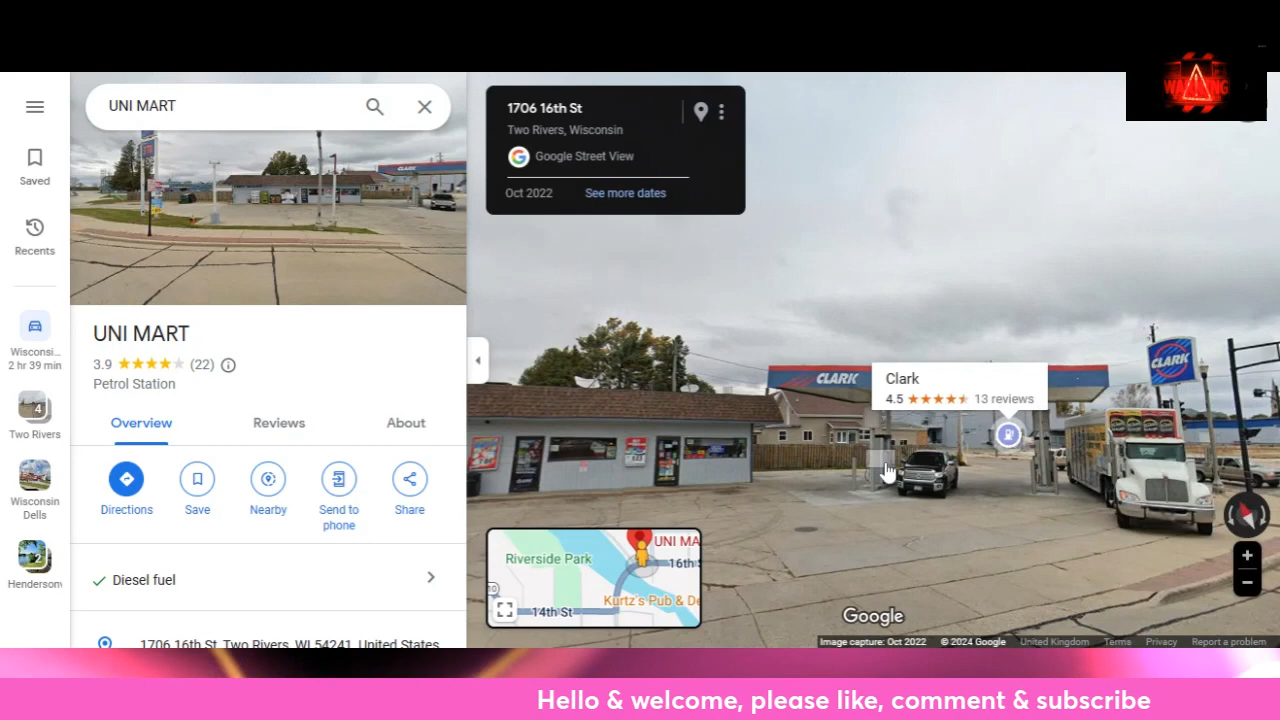 UNI MART
Saved
Recents
Wisconsi...
2 hr 39 min
4
Two Rivers
Wisconsin
Dells
Henderson
UNI MART
3.9
(22)
Petrol Station
Overview
Reviews
About
Directions
Save
Nearby
Send to
phone
Share
Diesel fuel
1706 16th St, Two Rivers, WI 54241, United States
1706 16th St
Two Rivers, Wisconsin
Google Street View
Oct 2022
See more dates
WARNING
CLARK
CLARK
CLARK
Clark
4.5
13 reviews
Riverside Park
UNI MA
16th
Kurtz's Pub & De
14th St
Google
Image capture: Oct 2022
© 2024 Google
United Kingdom
Terms
Privacy
Report a problem
Hello & welcome, please like, comment & subscribe